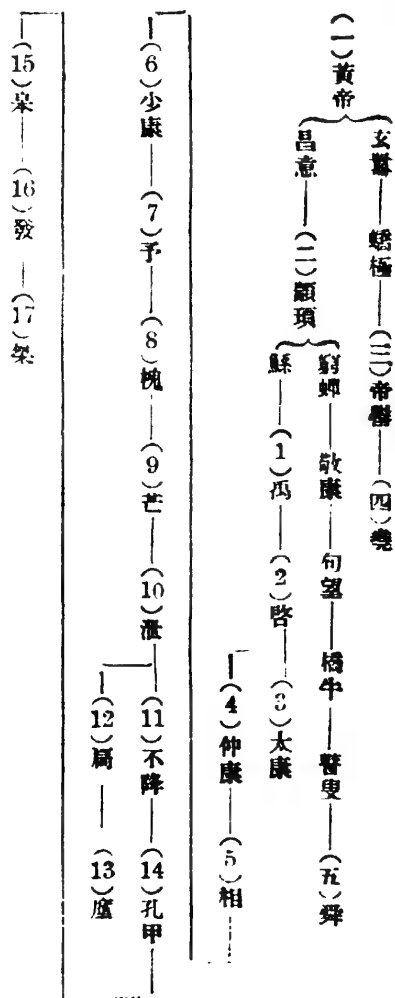 玄囂 蟜極 (三)帝嚳 (四)堯
(一)黃帝
昌意 (二)顓頊
窮蟬 敬康 句望 橋牛 瞽叟 (五)舜
鯀 (1)禹 (2)啓 (3)太康
(4)仲康 (5)相
(6)少康 (7)予 (8)槐 (9)芒 (10)泄
(11)不降 (14)孔甲
(12)扃 (13)廑
(15)皋 (16)發 (17)桀